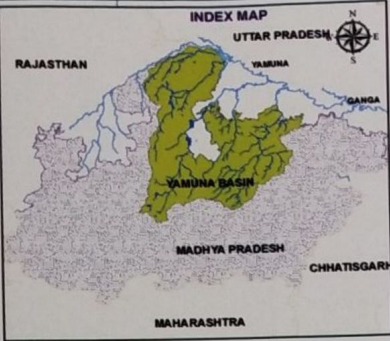 INDEX MAP
N
UTTAR PRADESH
W E
S
RAJASTHAN
YAMUNA
GANGA
YAMUNA BASIN
MADHYA PRADESH
CHHATISGARH
MAHARASHTRA